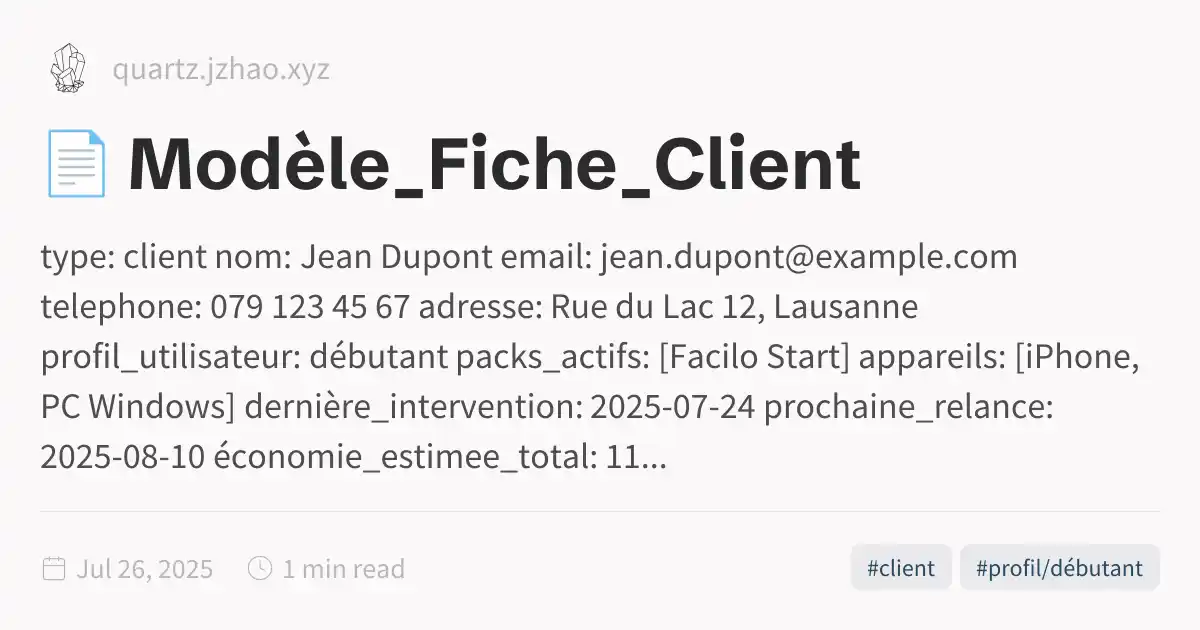 quartz.jzhao.xyz
Modèle_Fiche_Client
type: client nom: Jean Dupont email: jean.dupont@example.com
telephone: 079 123 45 67 adresse: Rue du Lac 12, Lausanne
profil_utilisateur: débutant packs_actifs: [Facilo Start] appareils: [iPhone,
PC Windows] dernière_intervention: 2025-07-24 prochaine_relance:
2025-08-10 économie_estimee_total: 11...
Jul 26, 2025 1 min read #client #profil/débutant